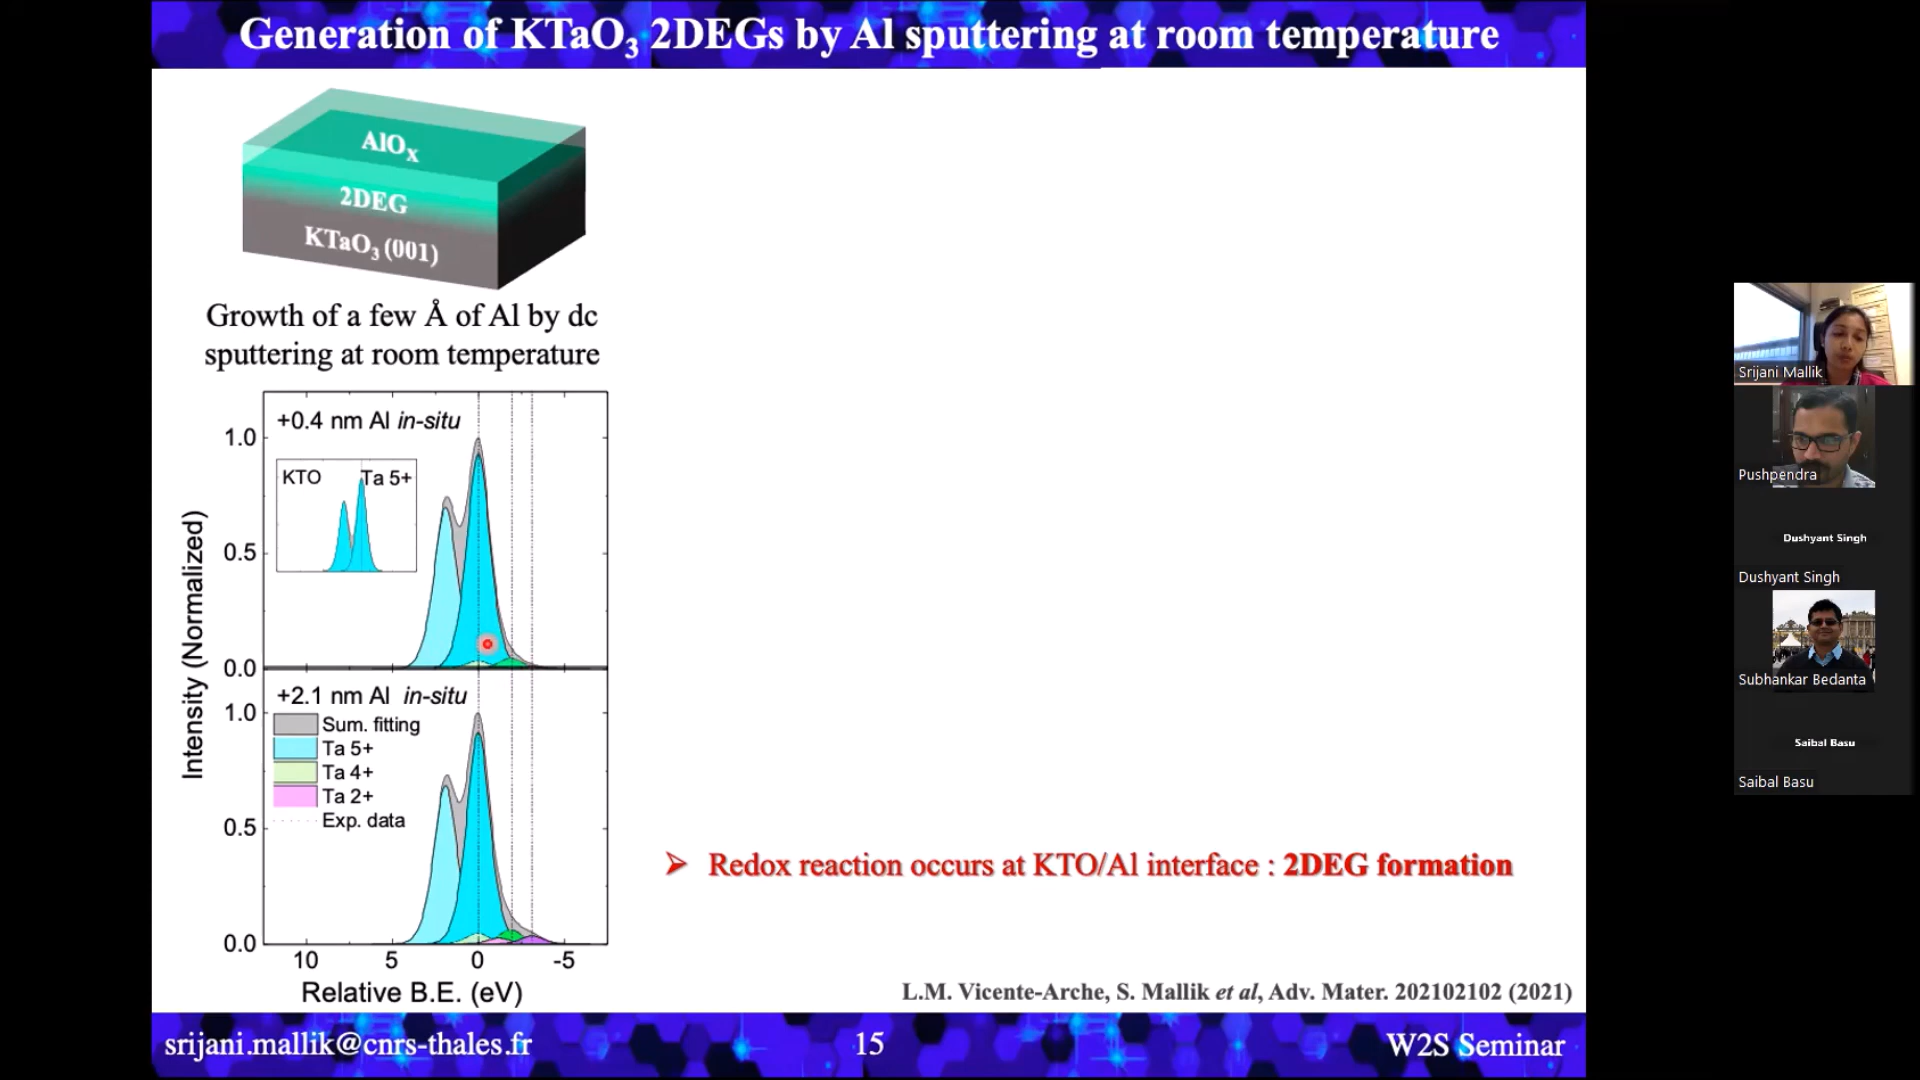 Generation of KTaO₃ 2DEGs by Al sputtering at room temperature
AlOₓ
2DEG
KTaO₃ (001)
Growth of a few Å of Al by dc
sputtering at room temperature
+0.4 nm Al in-situ
KTO Ta 5+
1.0
0.5
0.0
+2.1 nm Al in-situ
Sum. fitting
Ta 5+
Ta 4+
Ta 2+
Exp. data
1.0
0.5
0.0
10 5 0 -5
Intensity (Normalized)
Relative B.E. (eV)
➢ Redox reaction occurs at KTO/Al interface : 2DEG formation
L.M. Vicente-Arche, S. Mallik et al, Adv. Mater. 202102102 (2021)
srijani.mallik@cnrs-thales.fr 15 W2S Seminar
Srijani Mallik
Pushpendra
Dushyant Singh
Dushyant Singh
Subhankar Bedanta
Saibal Basu
Saibal Basu